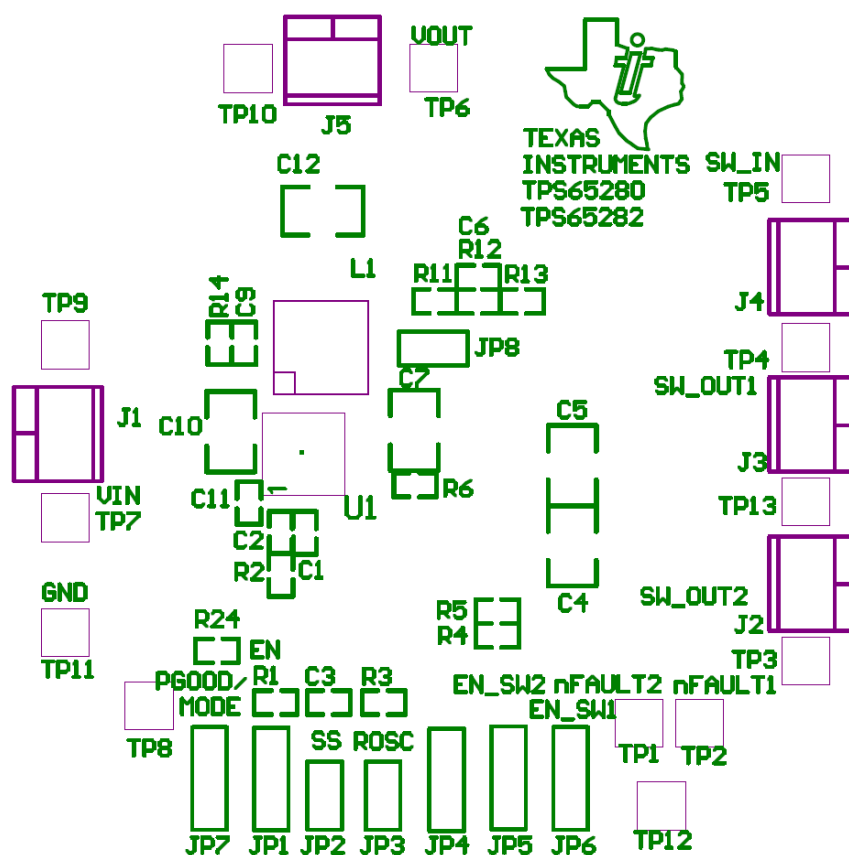 VOUT
TP10
TP6
J5
TEXAS
INSTRUMENTS
TPS65280
TPS65282
SW_IN
TP5
C12
C6
R12
L1
R11
R13
R14
C9
TP9
J4
JP8
TP4
C7
SW_OUT1
J1
C10
C5
J3
VIN
TP7
C11
1
U1
R6
TP13
C2
R2
C1
GND
SW_OUT2
R24
R5
R4
C4
J2
TP11
EN
TP3
PGOOD/
MODE
R1
C3
R3
EN_SW2
nFAULT2
nFAULT1
EN_SW1
TP8
SS
ROSC
TP1
TP2
JP7
JP1
JP2
JP3
JP4
JP5
JP6
TP12